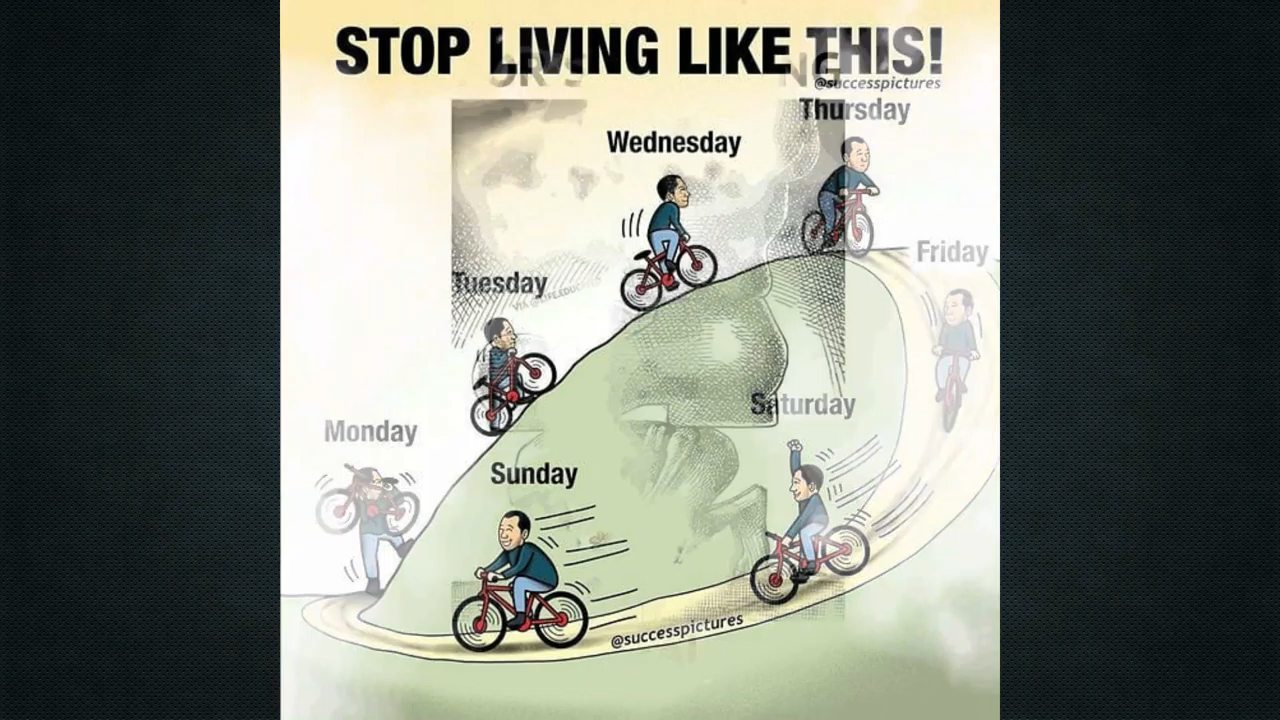 STOP LIVING LIKE THIS!
@successpictures
Thursday
Wednesday
Friday
Tuesday
Saturday
Monday
Sunday
@successpictures